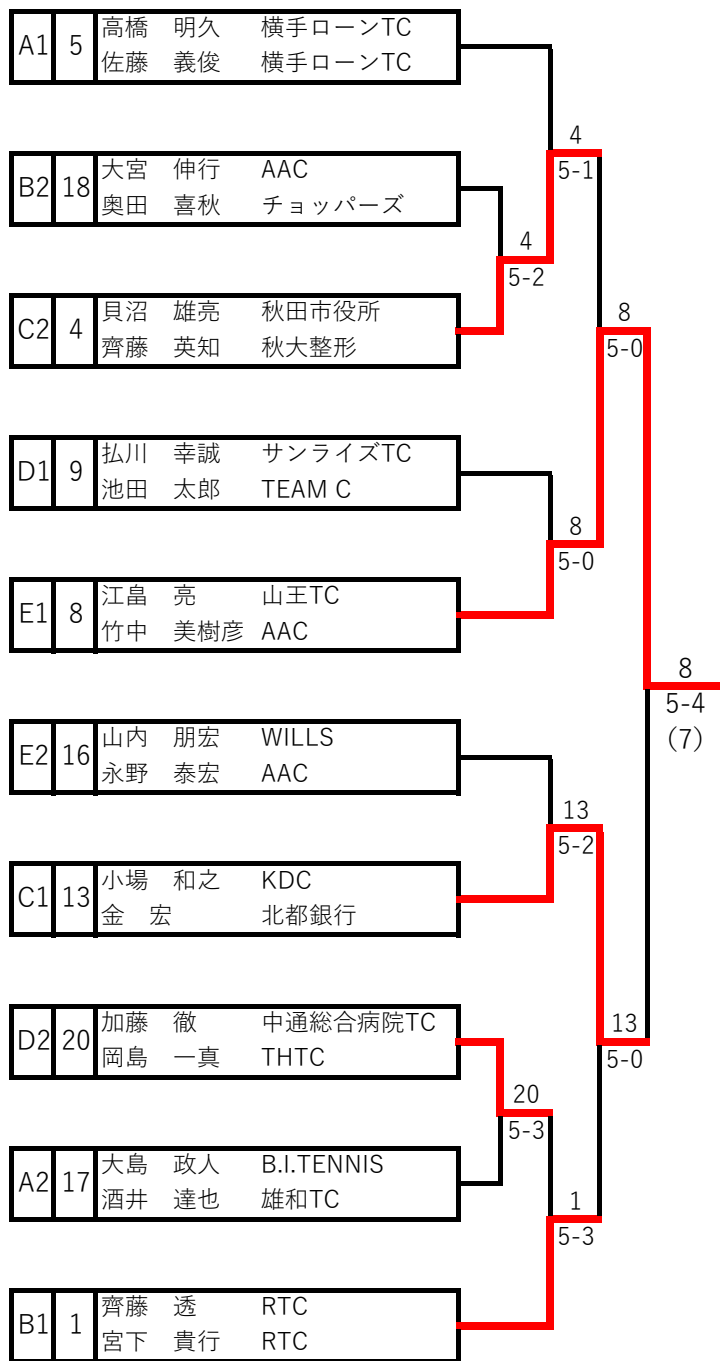 A1 5 高橋 明久 横手ローンTC
佐藤 義俊 横手ローンTC
4
5-1
B2 18 大宮 伸行 AAC
奥田 喜秋 チョッパーズ
4
5-2
C2 4 貝沼 雄亮 秋田市役所
齊藤 英知 秋大整形
8
5-0
D1 9 払川 幸誠 サンライズTC
池田 太郎 TEAM C
8
5-0
E1 8 江畠 亮 山王TC
竹中 美樹彦 AAC
8
5-4
(7)
E2 16 山内 朋宏 WILLS
永野 泰宏 AAC
13
5-2
C1 13 小場 和之 KDC
金 宏 北都銀行
D2 20 加藤 徹 中通総合病院TC
岡島 一真 THTC
13
5-0
20
5-3
A2 17 大島 政人 B.I.TENNIS
酒井 達也 雄和TC
1
5-3
B1 1 齊藤 透 RTC
宮下 貴行 RTC